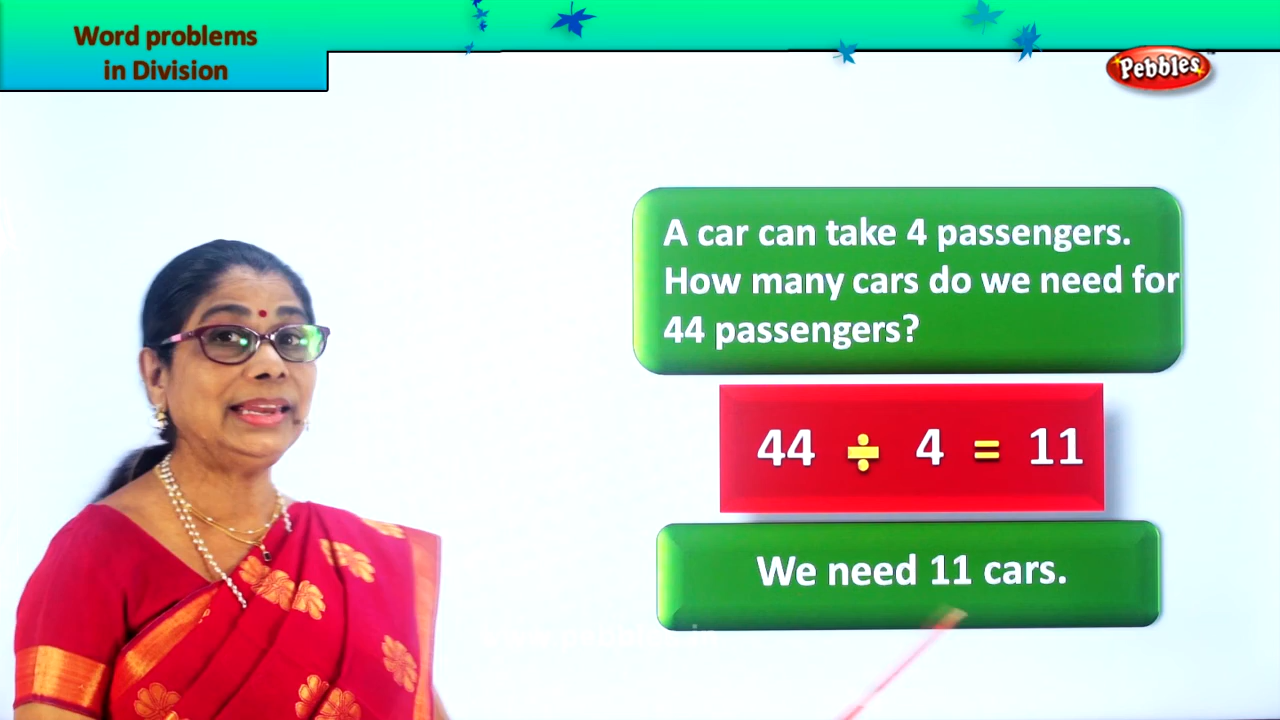 Word problems
in Division
Pebbles
A car can take 4 passengers.
How many cars do we need for
44 passengers?
44 ÷ 4 = 11
We need 11 cars.